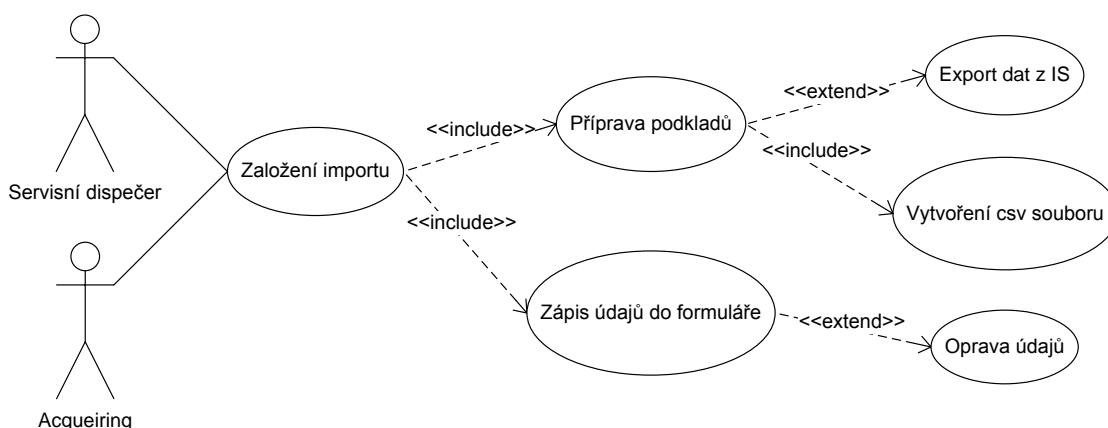 Export dat z IS
<<extend>>
<<include>>
Příprava podkladů
<<include>>
Založení importu
Servisní dispečer
Vytvoření csv souboru
<<include>>
Zápis údajů do formuláře
<<extend>>
Oprava údajů
Acqueiring